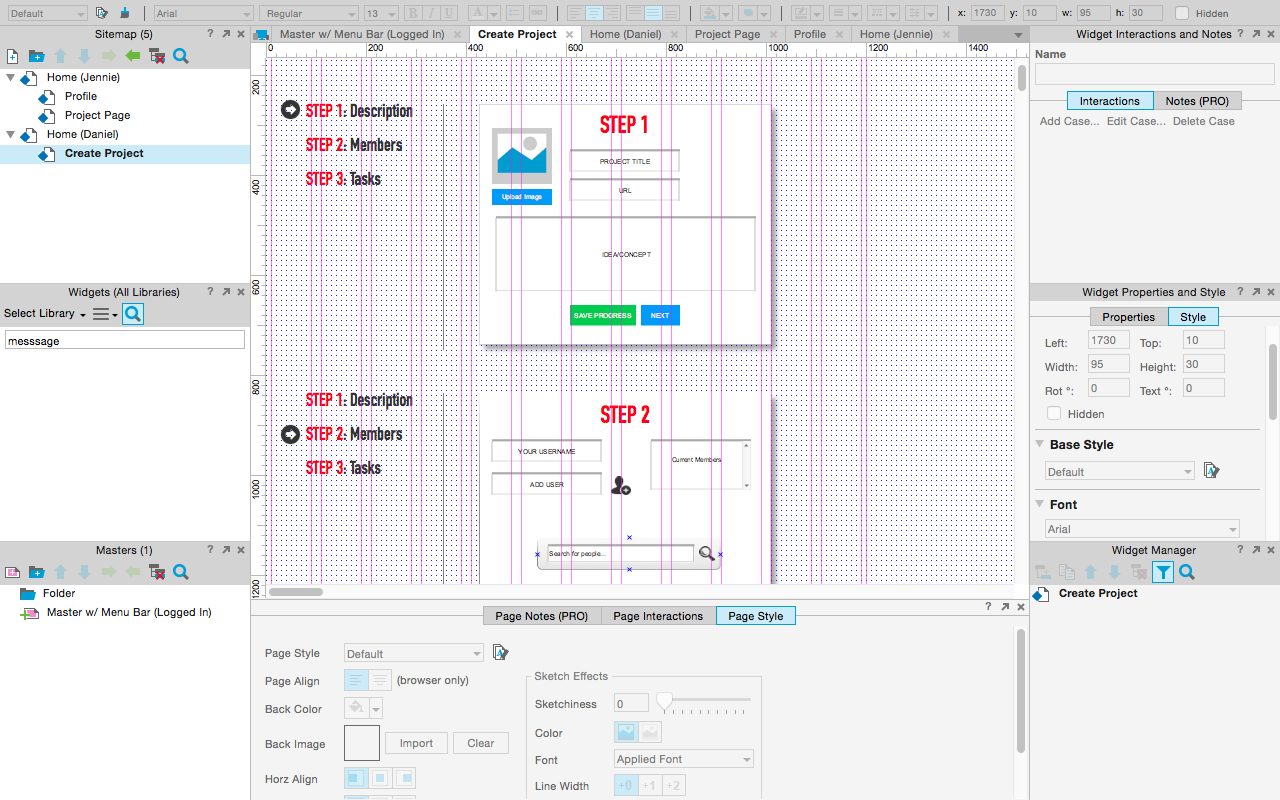 Default Arial Regular 13 B I U A x: 1730 y: 10 w: 95 h: 30 Hidden
Sitemap (5)
Home (Jennie)
Profile
Project Page
Home (Daniel)
Create Project
Widgets (All Libraries)
Select Library
messsage
Masters (1)
Folder
Master w/ Menu Bar (Logged In)
Master w/ Menu Bar (Logged In) Create Project Home (Daniel) Project Page Profile Home (Jennie)
0 200 400 600 800 1000 1200 1400
200
400
600
800
1000
1200
STEP 1: Description
STEP 2: Members
STEP 3: Tasks
STEP 1
PROJECT TITLE
URL
Upload Image
IDEA/CONCEPT
SAVE PROGRESS NEXT
STEP 1: Description
STEP 2: Members
STEP 3: Tasks
STEP 2
YOUR USERNAME
ADD USER
Current Members
Search for people...
Page Notes (PRO) Page Interactions Page Style
Page Style Default
Page Align (browser only)
Back Color
Back Image Import Clear
Horz Align
Sketch Effects
Sketchiness 0
Color
Font Applied Font
Line Width +0 +1 +2
Widget Interactions and Notes
Name
Interactions Notes (PRO)
Add Case... Edit Case... Delete Case
Widget Properties and Style
Properties Style
Left: 1730 Top: 10
Width: 95 Height: 30
Rot °: 0 Text °: 0
Hidden
Base Style
Default
Font
Arial
Widget Manager
Create Project